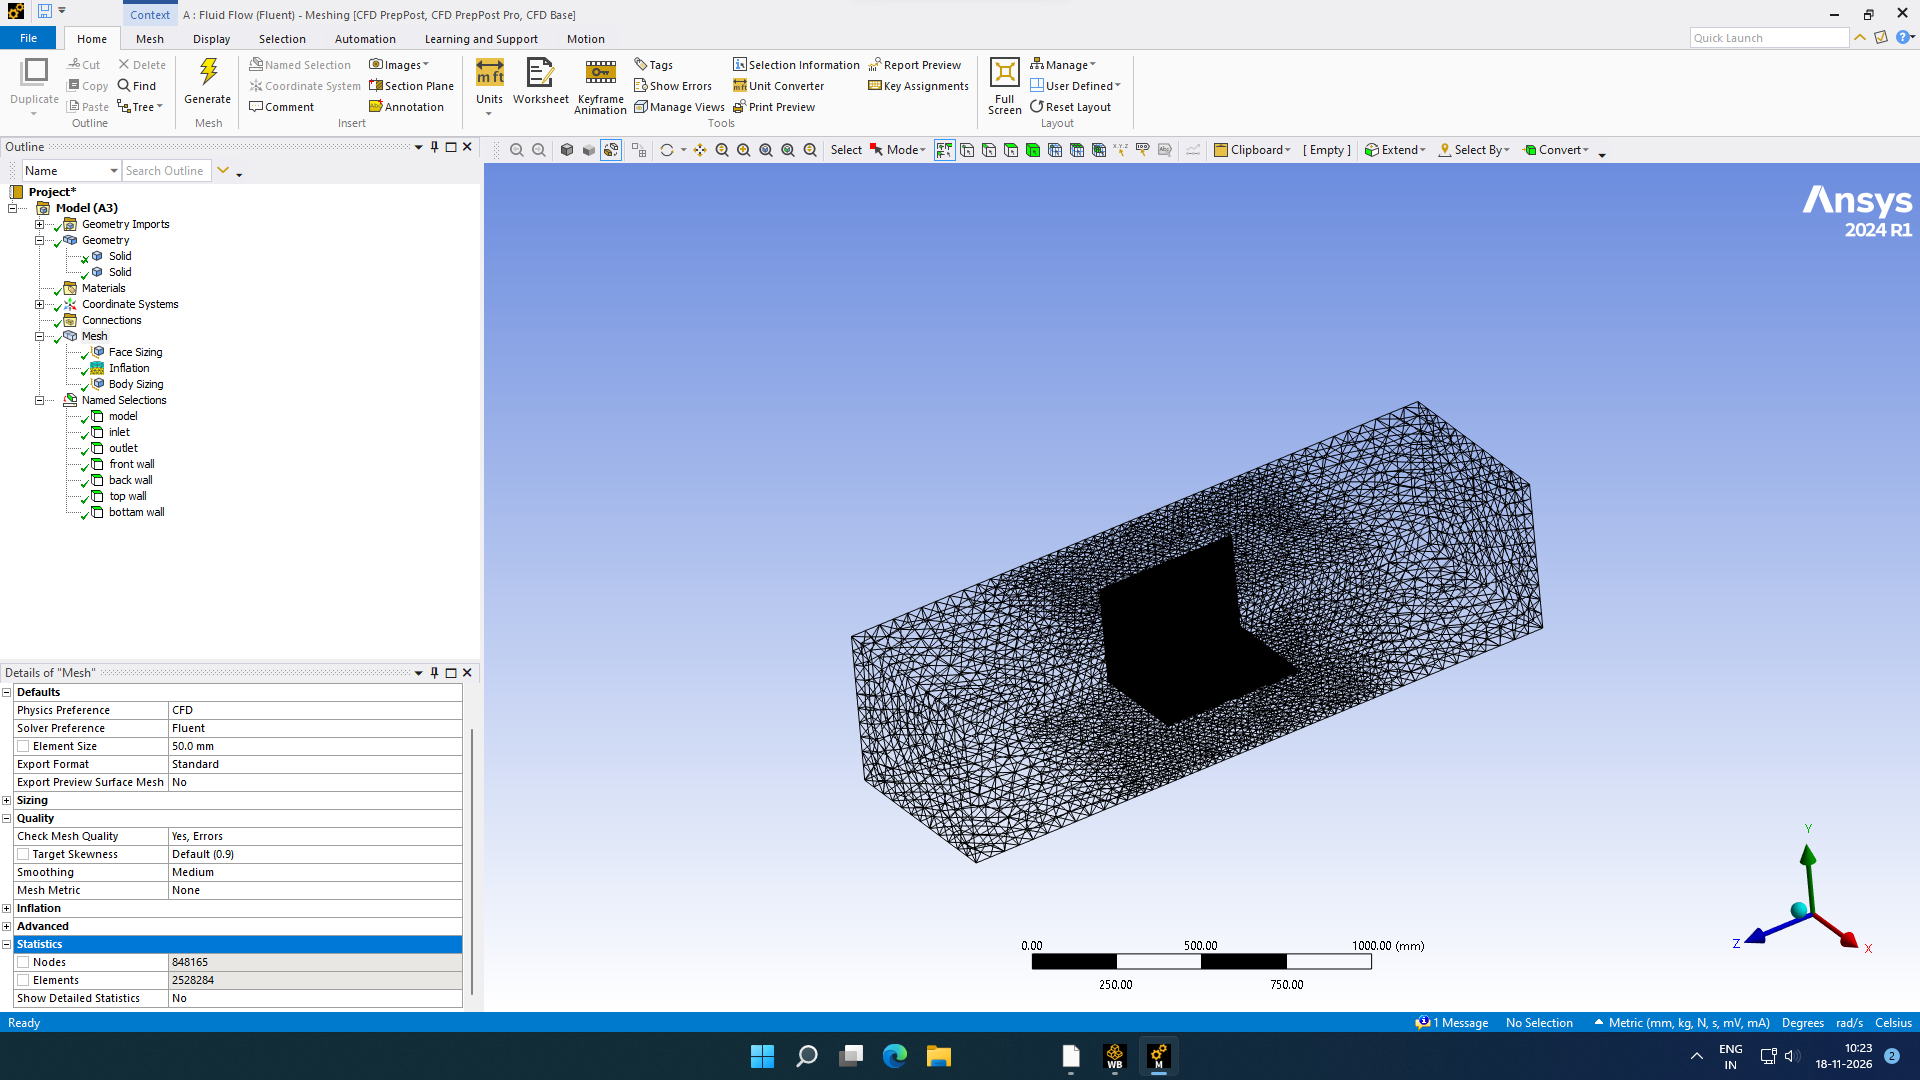 Context
A : Fluid Flow (Fluent) - Meshing [CFD PrepPost, CFD PrepPost Pro, CFD Base]
File
Home
Mesh
Display
Selection
Automation
Learning and Support
Motion
Quick Launch
Duplicate
Cut
Copy
Paste
Delete
Find
Tree
Outline
Generate
Mesh
Named Selection
Coordinate System
Comment
Images
Section Plane
Annotation
Insert
Units
Worksheet
Keyframe
Animation
Tags
Show Errors
Manage Views
Selection Information
Unit Converter
Print Preview
Report Preview
Key Assignments
Tools
Full
Screen
Manage
User Defined
Reset Layout
Layout
Outline
Name
Search Outline
Select
Mode
Clipboard
[ Empty ]
Extend
Select By
Convert
Project*
Model (A3)
Geometry Imports
Geometry
Solid
Solid
Materials
Coordinate Systems
Connections
Mesh
Face Sizing
Inflation
Body Sizing
Named Selections
model
inlet
outlet
front wall
back wall
top wall
bottam wall
Ansys
2024 R1
Details of "Mesh"
Defaults
Physics Preference CFD
Solver Preference Fluent
Element Size 50.0 mm
Export Format Standard
Export Preview Surface Mesh No
Sizing
Quality
Check Mesh Quality Yes, Errors
Target Skewness Default (0.9)
Smoothing Medium
Mesh Metric None
Inflation
Advanced
Statistics
Nodes 848165
Elements 2528284
Show Detailed Statistics No
0.00 500.00 1000.00 (mm)
250.00 750.00
Y
Z
X
Ready
1 Message
No Selection
Metric (mm, kg, N, s, mV, mA)
Degrees
rad/s
Celsius
WB
M
ENG
IN
10:23
18-11-2026
2